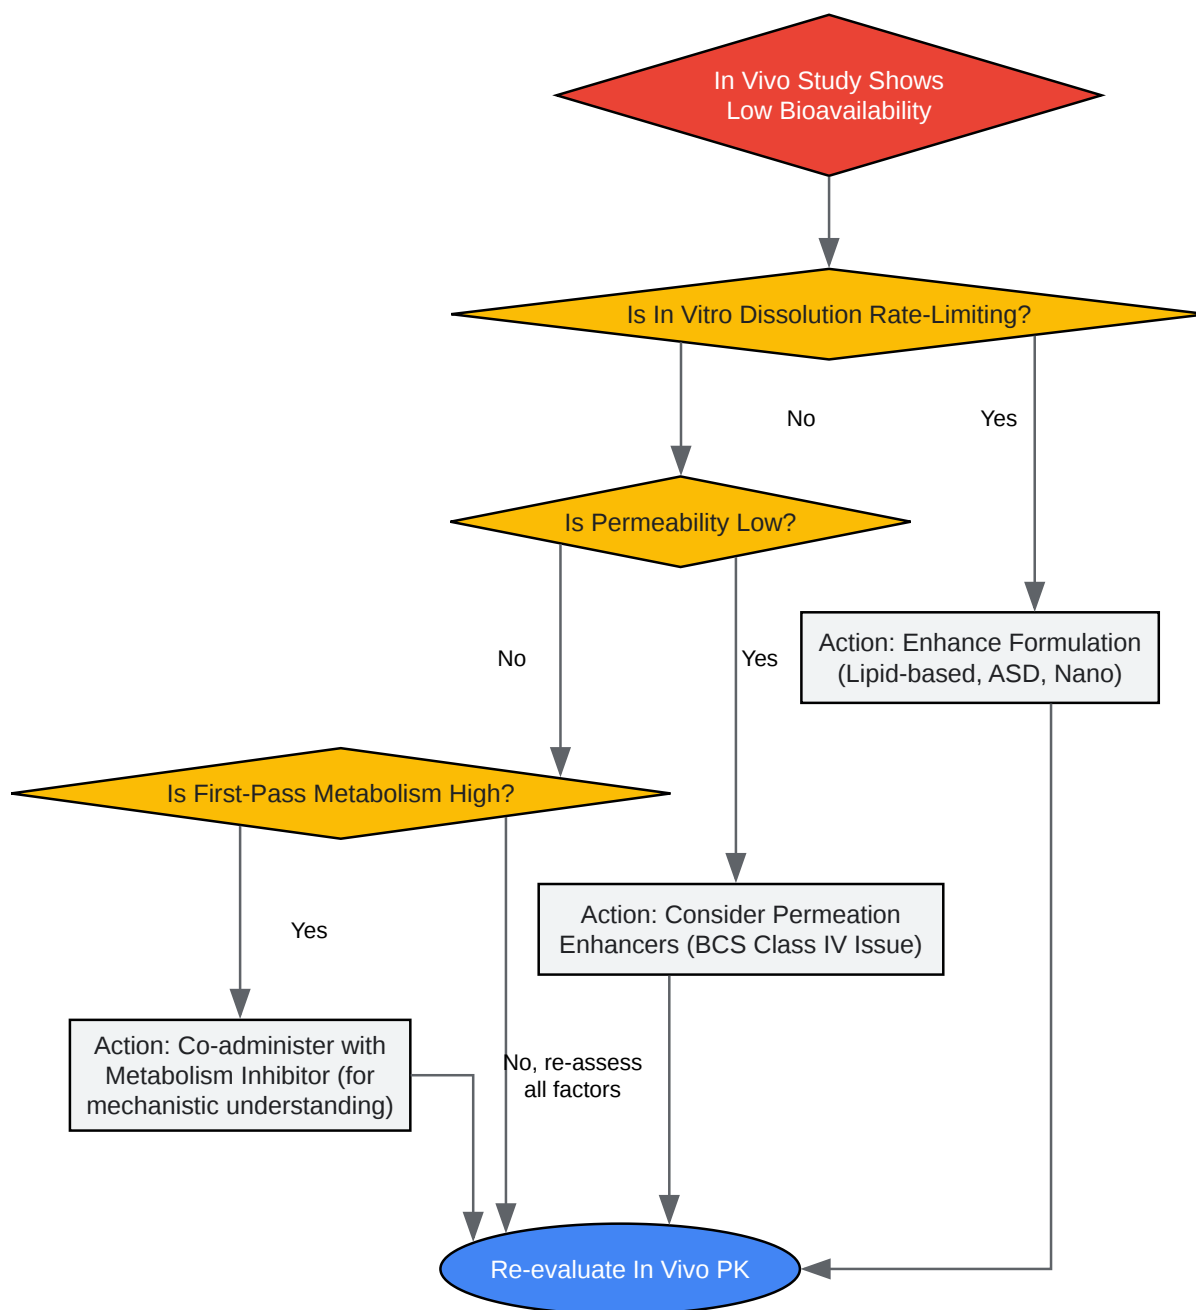 In Vivo Study Shows
Low Bioavailability
Is In Vitro Dissolution Rate-Limiting?
No
Yes
Is Permeability Low?
No
Yes
Action: Enhance Formulation
(Lipid-based, ASD, Nano)
Is First-Pass Metabolism High?
Yes
Action: Consider Permeation
Enhancers (BCS Class IV Issue)
Action: Co-administer with
Metabolism Inhibitor (for
mechanistic understanding)
No, re-assess
all factors
Re-evaluate In Vivo PK